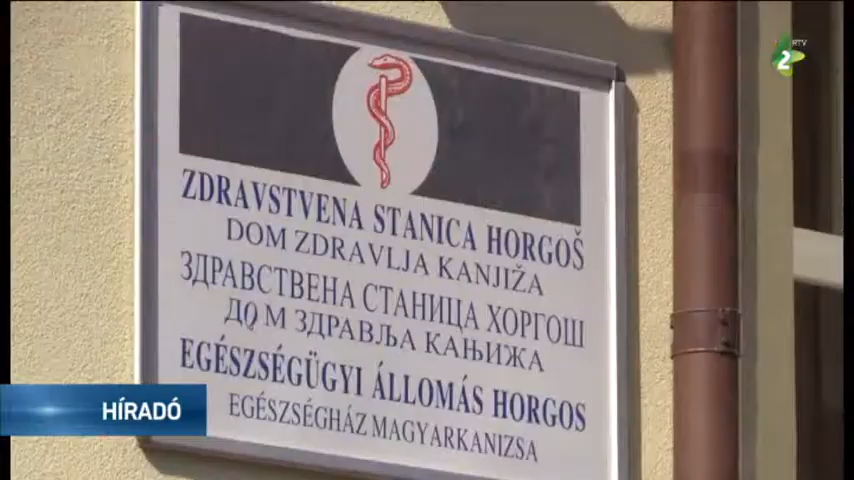 RTV
2
ZDRAVSTVENA STANICA HORGOŠ
DOM ZDRAVLJA KANJIŽA
ЗДРАВСТВЕНА СТАНИЦА ХОРГОШ
ДОМ ЗДРАВЉА КАЊИЖА
EGÉSZSÉGÜGYI ÁLLOMÁS HORGOS
EGÉSZSÉGHÁZ MAGYARKANIZSA
HÍRADÓ